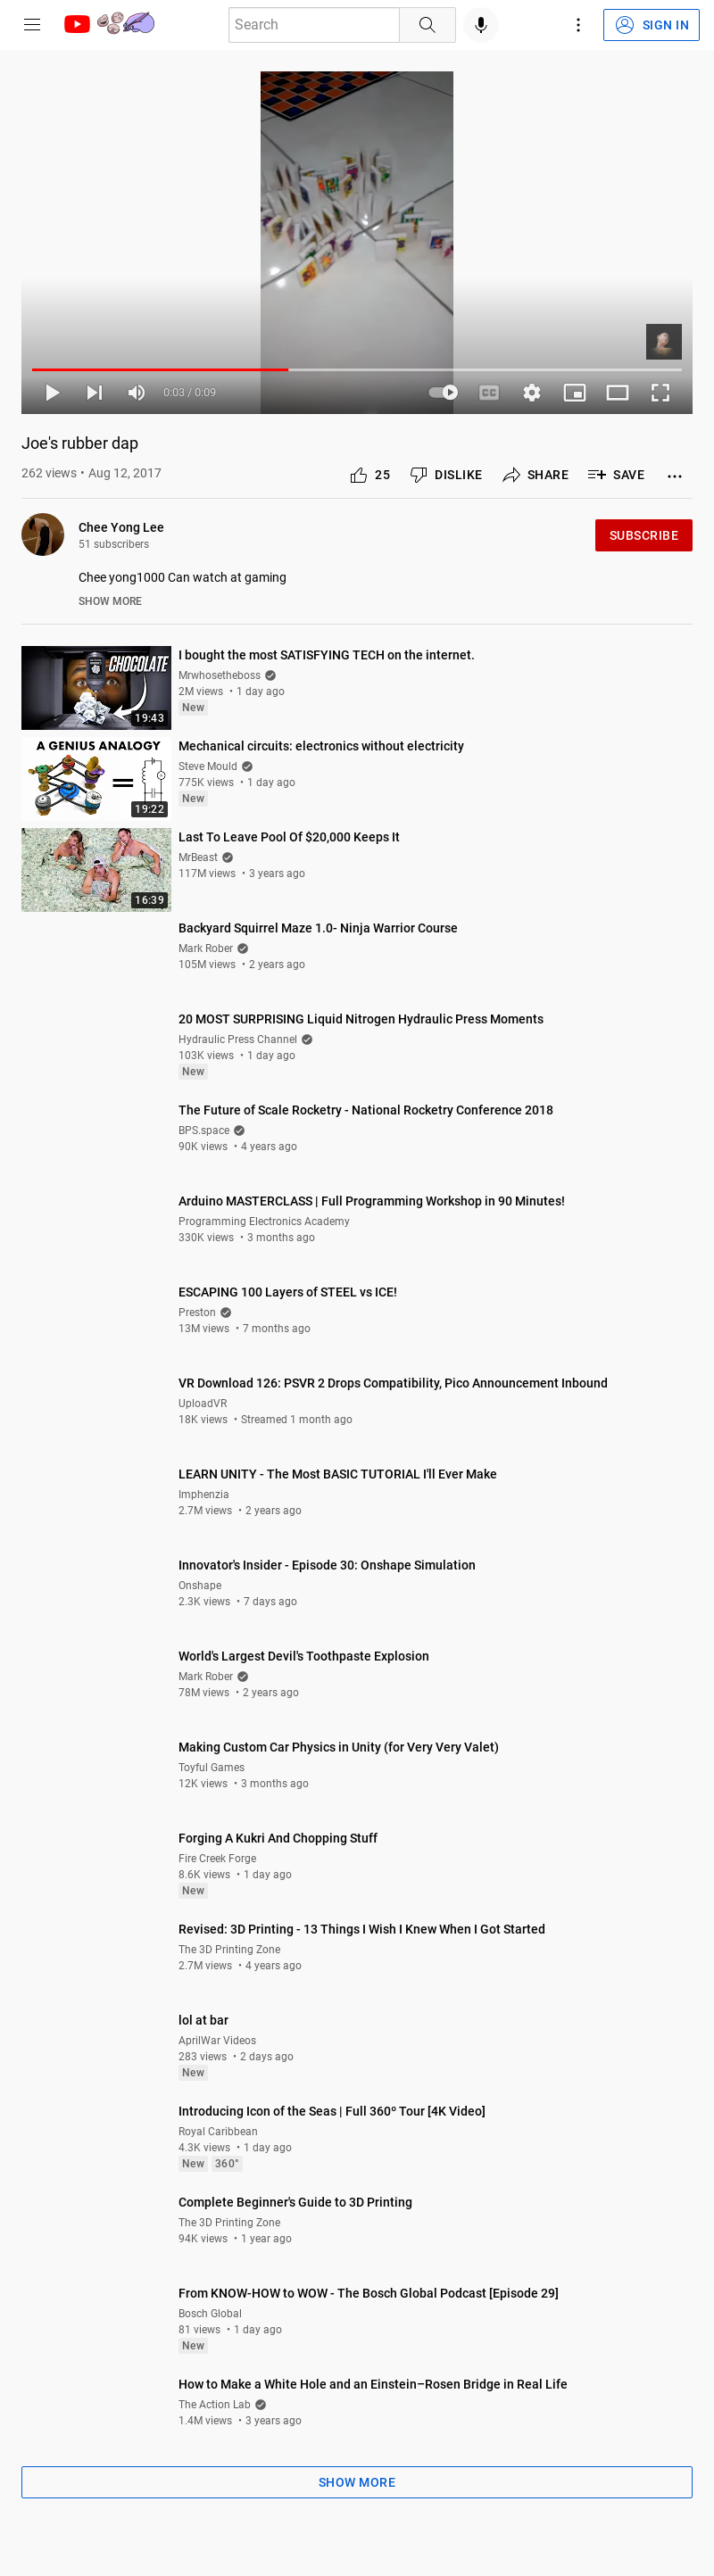 Search
SIGN IN
0:03 / 0:09
CC
Joe's rubber dap
262 views • Aug 12, 2017
25
DISLIKE
SHARE
SAVE
Chee Yong Lee
51 subscribers
SUBSCRIBE
Chee yong1000 Can watch at gaming
SHOW MORE
CHOCOLATE
19:43
I bought the most SATISFYING TECH on the internet.
Mrwhosetheboss
2M views • 1 day ago
New
A GENIUS ANALOGY
=
19:22
Mechanical circuits: electronics without electricity
Steve Mould
775K views • 1 day ago
New
16:39
Last To Leave Pool Of $20,000 Keeps It
MrBeast
117M views • 3 years ago
Backyard Squirrel Maze 1.0- Ninja Warrior Course
Mark Rober
105M views • 2 years ago
20 MOST SURPRISING Liquid Nitrogen Hydraulic Press Moments
Hydraulic Press Channel
103K views • 1 day ago
New
The Future of Scale Rocketry - National Rocketry Conference 2018
BPS.space
90K views • 4 years ago
Arduino MASTERCLASS | Full Programming Workshop in 90 Minutes!
Programming Electronics Academy
330K views • 3 months ago
ESCAPING 100 Layers of STEEL vs ICE!
Preston
13M views • 7 months ago
VR Download 126: PSVR 2 Drops Compatibility, Pico Announcement Inbound
UploadVR
18K views • Streamed 1 month ago
LEARN UNITY - The Most BASIC TUTORIAL I'll Ever Make
Imphenzia
2.7M views • 2 years ago
Innovator's Insider - Episode 30: Onshape Simulation
Onshape
2.3K views • 7 days ago
World's Largest Devil's Toothpaste Explosion
Mark Rober
78M views • 2 years ago
Making Custom Car Physics in Unity (for Very Very Valet)
Toyful Games
12K views • 3 months ago
Forging A Kukri And Chopping Stuff
Fire Creek Forge
8.6K views • 1 day ago
New
Revised: 3D Printing - 13 Things I Wish I Knew When I Got Started
The 3D Printing Zone
2.7M views • 4 years ago
lol at bar
AprilWar Videos
283 views • 2 days ago
New
Introducing Icon of the Seas | Full 360º Tour [4K Video]
Royal Caribbean
4.3K views • 1 day ago
New 360°
Complete Beginner's Guide to 3D Printing
The 3D Printing Zone
94K views • 1 year ago
From KNOW-HOW to WOW - The Bosch Global Podcast [Episode 29]
Bosch Global
81 views • 1 day ago
New
How to Make a White Hole and an Einstein–Rosen Bridge in Real Life
The Action Lab
1.4M views • 3 years ago
SHOW MORE